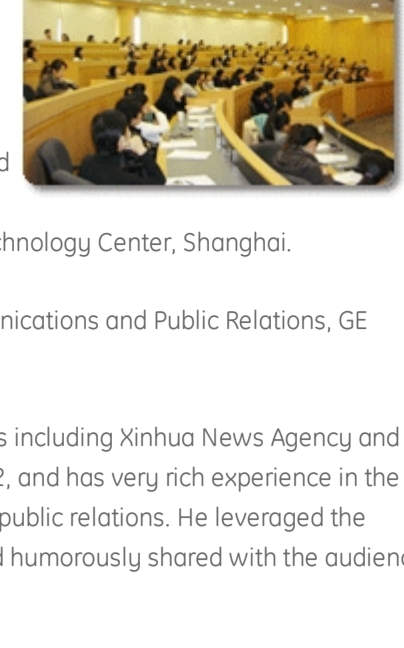 d
chnology Center, Shanghai.
nications and Public Relations, GE
s including Xinhua News Agency and
2, and has very rich experience in the
public relations. He leveraged the
d humorously shared with the audienc